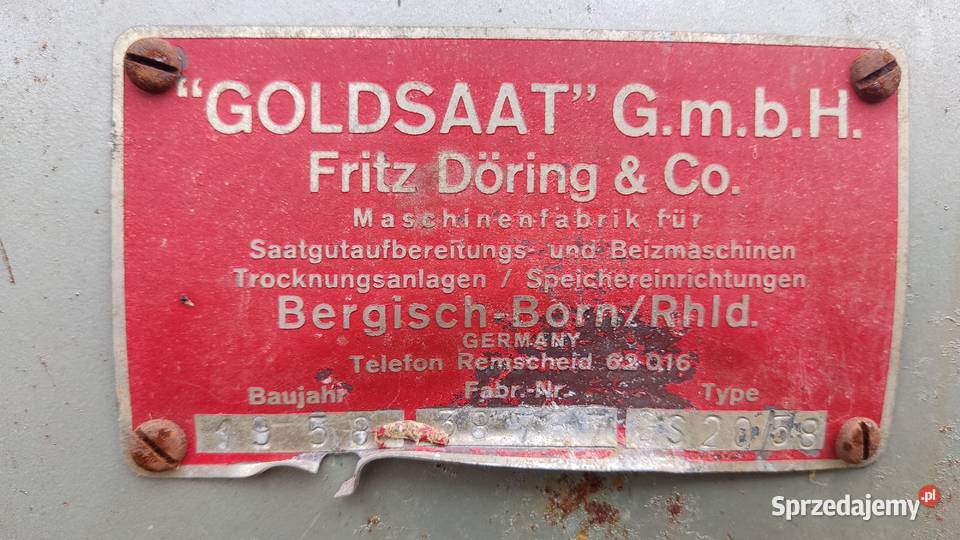 "GOLDSAAT" G.m.b.H.
Fritz Döring & Co.
Maschinenfabrik für
Saatgutaufbereitungs- und Beizmaschinen
Trocknungsanlagen / Speichereinrichtungen
Bergisch-Born/Rhld.
GERMANY
Telefon Remscheid 62 016
Baujahr Fabr.-Nr. Type
1958
Sprzedajemy.pl